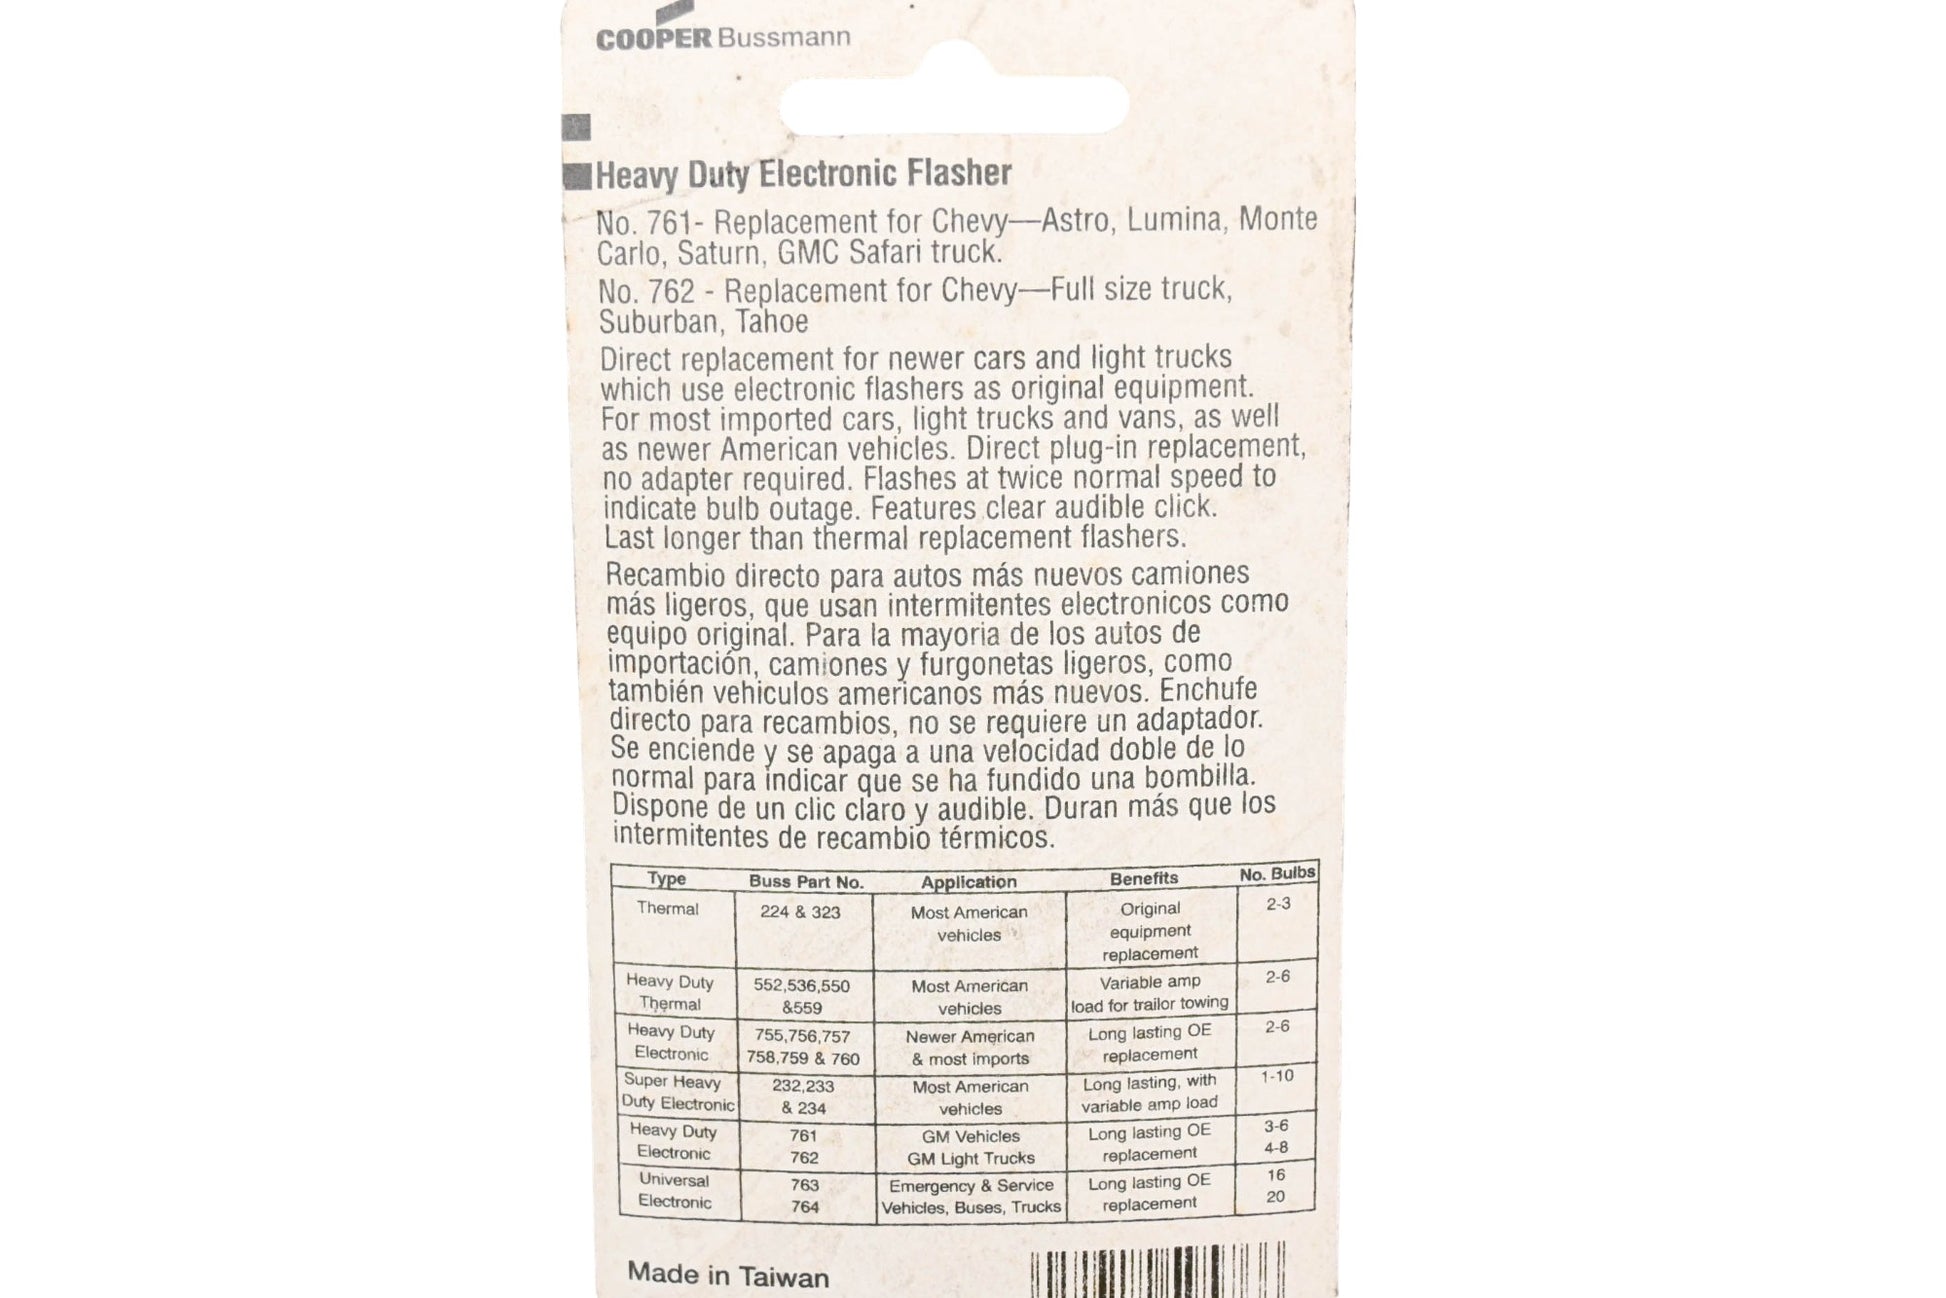 COOPER Bussmann
Heavy Duty Electronic Flasher
No. 761- Replacement for Chevy—Astro, Lumina, Monte
Carlo, Saturn, GMC Safari truck.
No. 762 - Replacement for Chevy—Full size truck,
Suburban, Tahoe
Direct replacement for newer cars and light trucks
which use electronic flashers as original equipment.
For most imported cars, light trucks and vans, as well
as newer American vehicles. Direct plug-in replacement,
no adapter required. Flashes at twice normal speed to
indicate bulb outage. Features clear audible click.
Last longer than thermal replacement flashers.
Recambio directo para autos más nuevos camiones
más ligeros, que usan intermitentes electronicos como
equipo original. Para la mayoria de los autos de
importación, camiones y furgonetas ligeros, como
también vehiculos americanos más nuevos. Enchufe
directo para recambios, no se requiere un adaptador.
Se enciende y se apaga a una velocidad doble de lo
normal para indicar que se ha fundido una bombilla.
Dispone de un clic claro y audible. Duran más que los
intermitentes de recambio térmicos.
Type Buss Part No. Application Benefits No. Bulbs
Thermal 224 & 323 Most American Original 2-3
vehicles equipment
replacement
Heavy Duty 552,536,550 Most American Variable amp 2-6
Thermal &559 vehicles load for trailor towing
Heavy Duty 755,756,757 Newer American Long lasting OE 2-6
Electronic 758,759 & 760 & most imports replacement
Super Heavy 232,233 Most American Long lasting, with 1-10
Duty Electronic & 234 vehicles variable amp load
Heavy Duty 761 GM Vehicles Long lasting OE 3-6
Electronic 762 GM Light Trucks replacement 4-8
Universal 763 Emergency & Service Long lasting OE 16
Electronic 764 Vehicles, Buses, Trucks replacement 20
Made in Taiwan